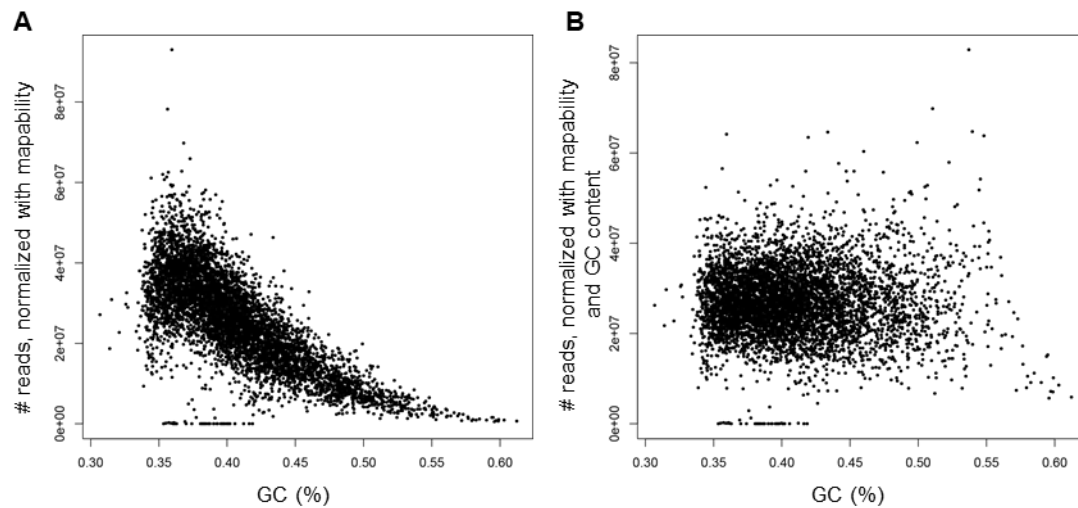 A
# reads, normalized with mapability
0e+00 2e+07 4e+07 6e+07 8e+07
0.30 0.35 0.40 0.45 0.50 0.55 0.60
GC (%)
B
# reads, normalized with mapability
and GC content
0e+00 2e+07 4e+07 6e+07 8e+07
0.30 0.35 0.40 0.45 0.50 0.55 0.60
GC (%)